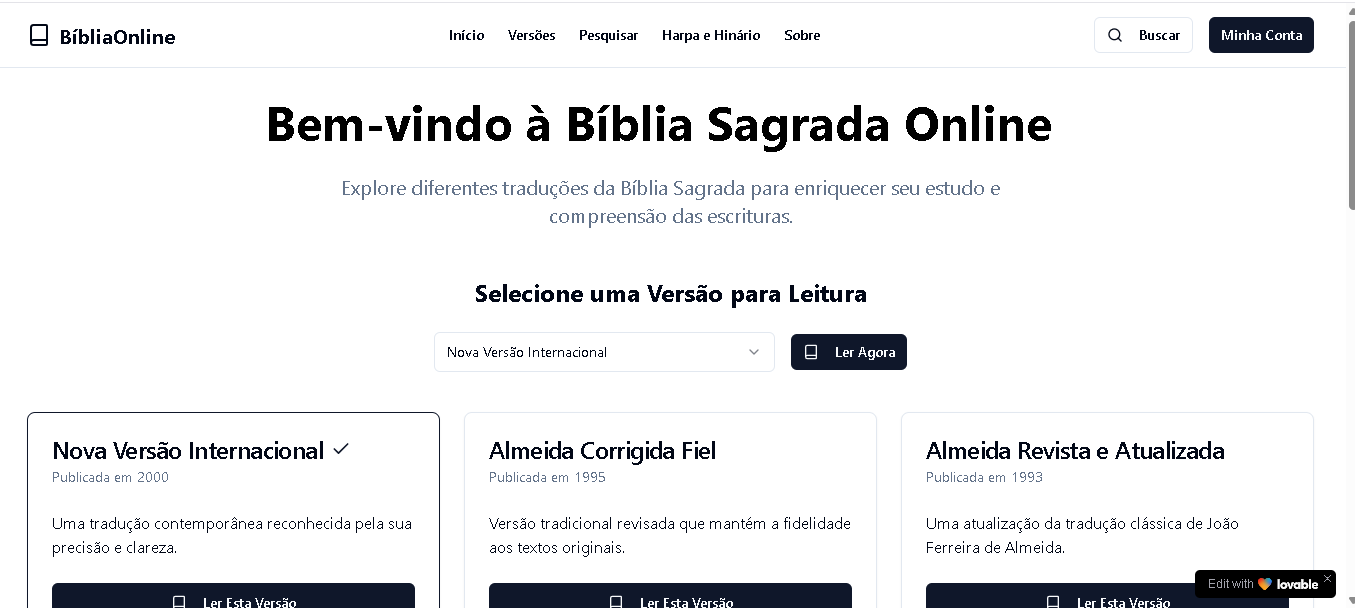 BíbliaOnline
Início Versões Pesquisar Harpa e Hinário Sobre
Buscar
Minha Conta
Bem-vindo à Bíblia Sagrada Online
Explore diferentes traduções da Bíblia Sagrada para enriquecer seu estudo e
compreensão das escrituras.
Selecione uma Versão para Leitura
Nova Versão Internacional
Ler Agora
Nova Versão Internacional
Publicada em 2000
Uma tradução contemporânea reconhecida pela sua
precisão e clareza.
Ler Esta Versão
Almeida Corrigida Fiel
Publicada em 1995
Versão tradicional revisada que mantém a fidelidade
aos textos originais.
Ler Esta Versão
Almeida Revista e Atualizada
Publicada em 1993
Uma atualização da tradução clássica de João
Ferreira de Almeida.
Ler Esta Versão
Edit with lovable